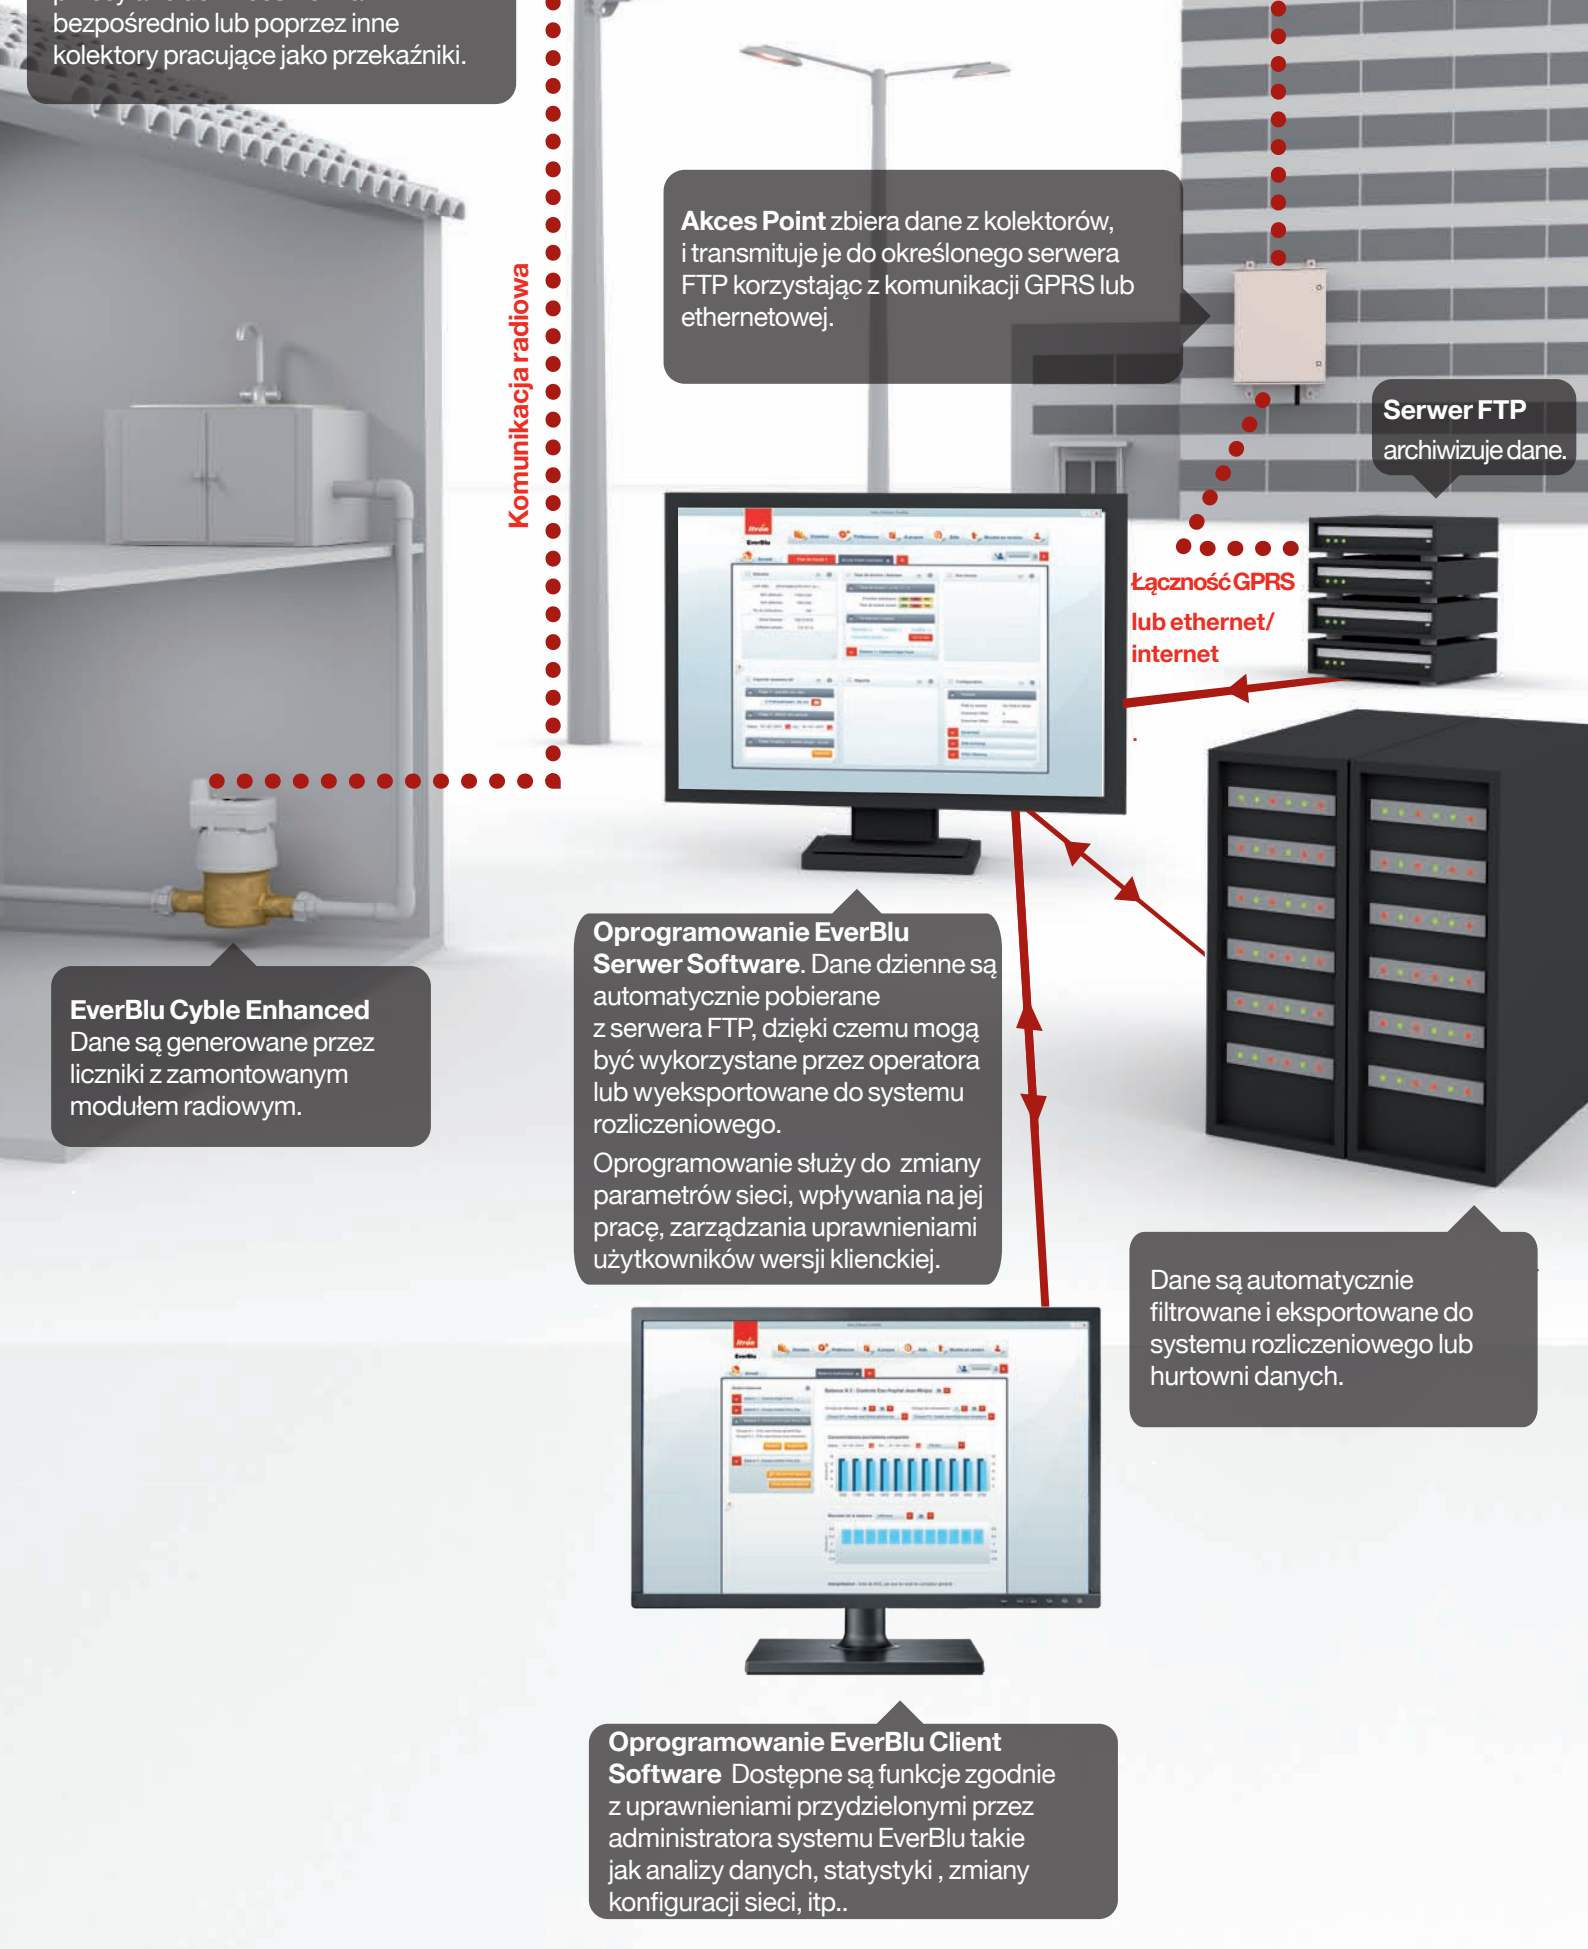 bezpośrednio lub poprzez inne
kolektory pracujące jako przekaźniki.
Komunikacja radiowa
Akces Point zbiera dane z kolektorów,
i transmituje je do określonego serwera
FTP korzystając z komunikacji GPRS lub
ethernetowej.
Serwer FTP
archiwizuje dane.
Łączność GPRS
lub ethernet/
internet
.
itrón
EverBlu
EverBlu Cyble Enhanced
Dane są generowane przez
liczniki z zamontowanym
modułem radiowym.
Oprogramowanie EverBlu
Serwer Software. Dane dzienne są
automatycznie pobierane
z serwera FTP, dzięki czemu mogą
być wykorzystane przez operatora
lub wyeksportowane do systemu
rozliczeniowego.
Oprogramowanie służy do zmiany
parametrów sieci, wpływania na jej
pracę, zarządzania uprawnieniami
użytkowników wersji klienckiej.
Dane są automatycznie
filtrowane i eksportowane do
systemu rozliczeniowego lub
hurtowni danych.
itrón
EverBlu
Oprogramowanie EverBlu Client
Software Dostępne są funkcje zgodnie
z uprawnieniami przydzielonymi przez
administratora systemu EverBlu takie
jak analizy danych, statystyki , zmiany
konfiguracji sieci, itp..